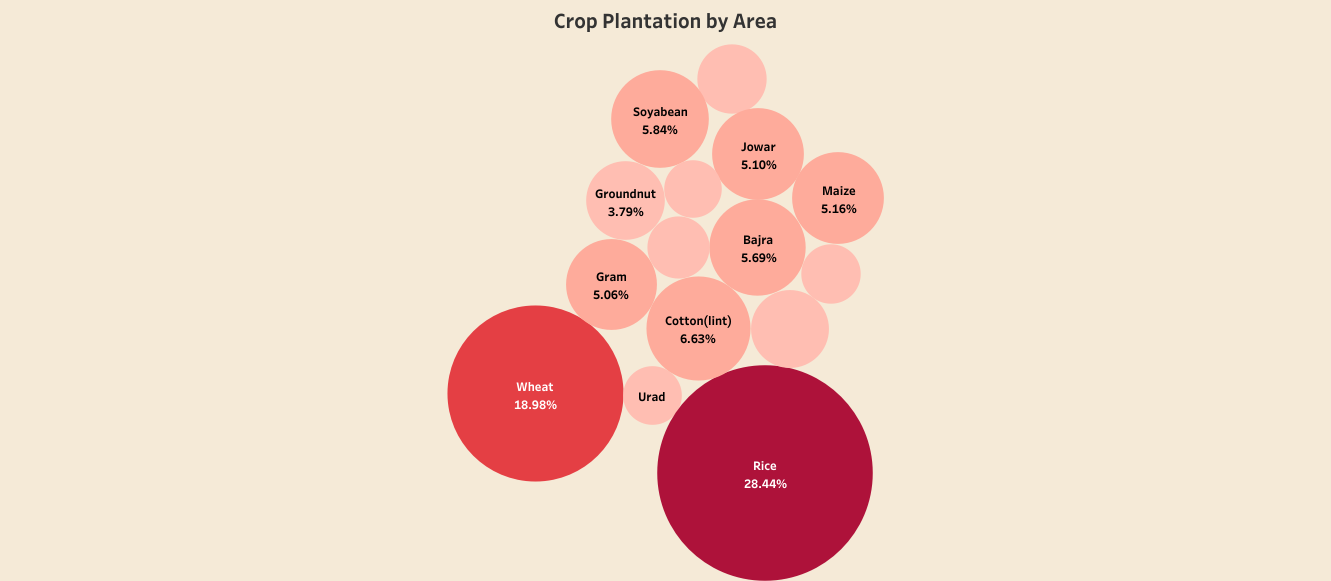 Crop Plantation by Area
Soyabean
5.84%
Jowar
5.10%
Maize
5.16%
Groundnut
3.79%
Bajra
5.69%
Gram
5.06%
Cotton(lint)
6.63%
Wheat
18.98%
Urad
Rice
28.44%